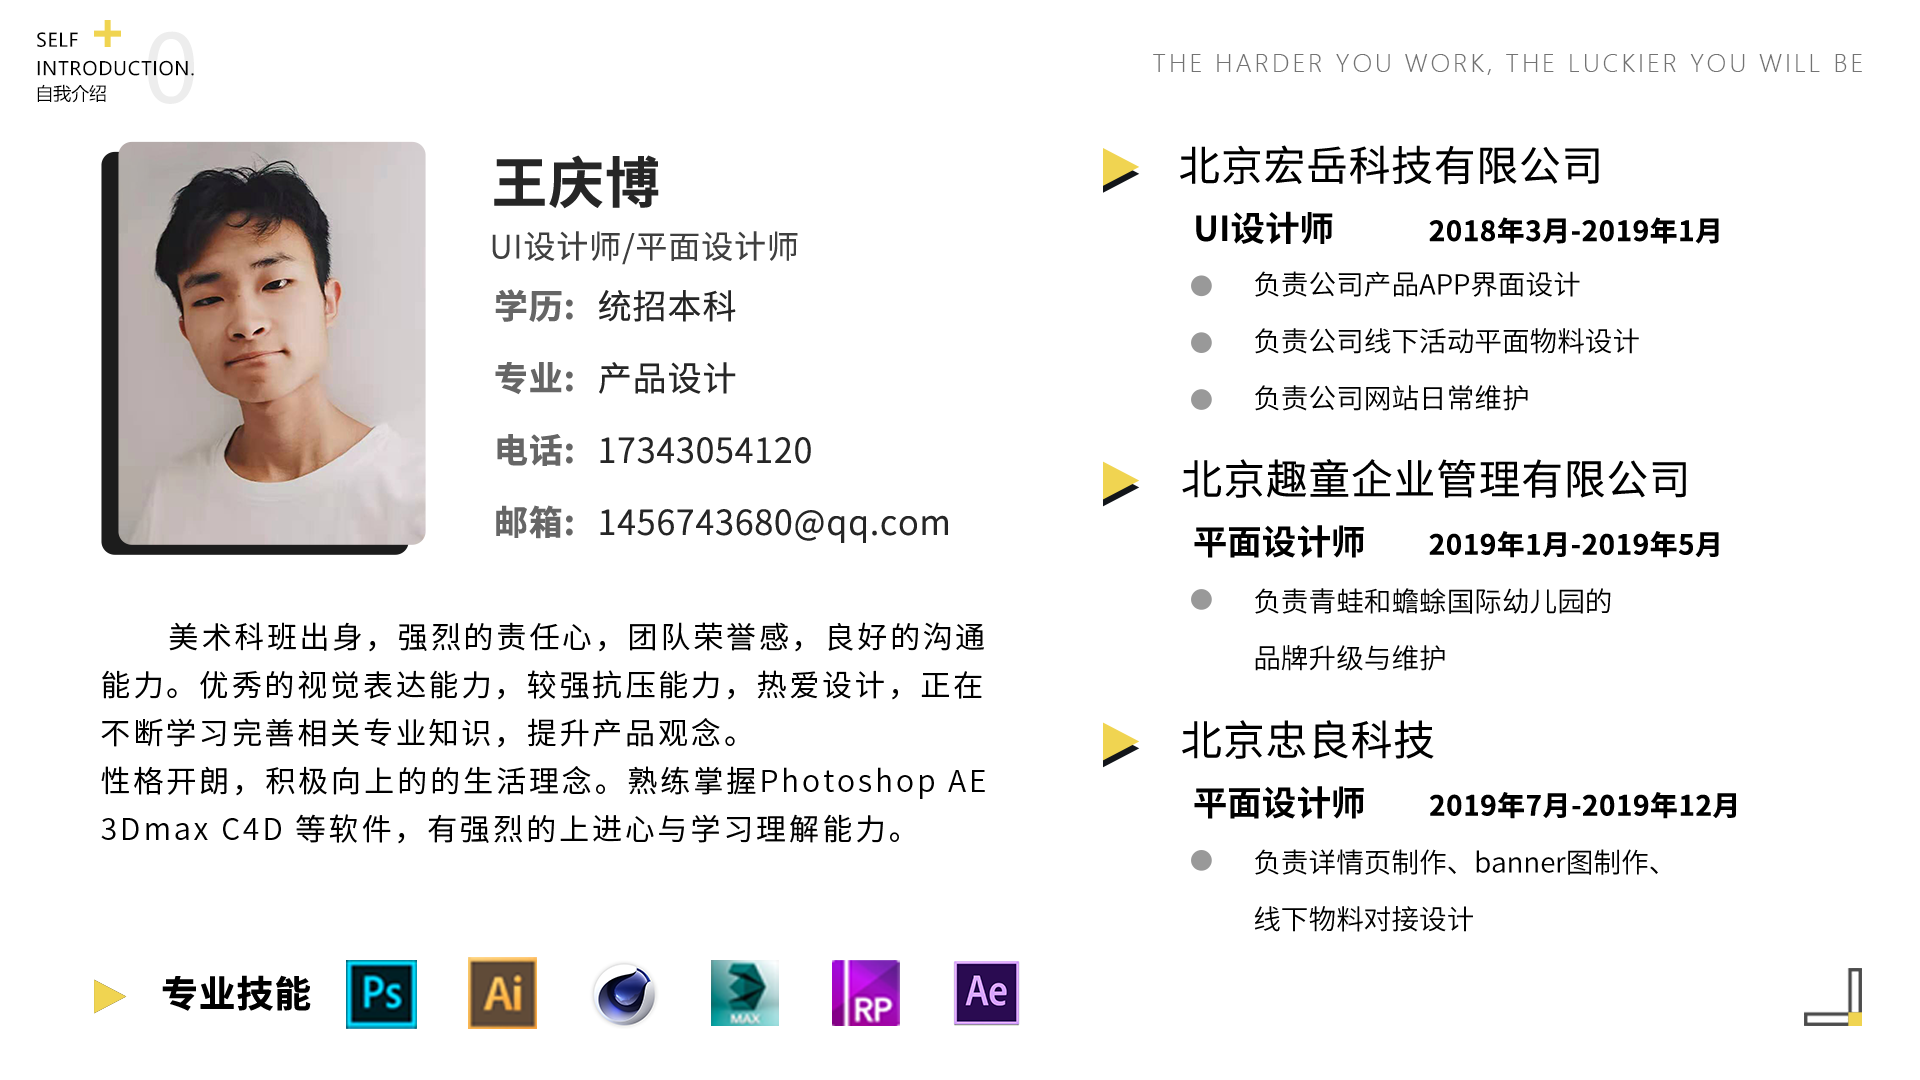 SELF
INTRODUCTION.
自我介绍
0
THE HARDER YOU WORK, THE LUCKIER YOU WILL BE
王庆博
UI设计师/平面设计师
学历: 统招本科
专业: 产品设计
电话: 17343054120
邮箱: 1456743680@qq.com
美术科班出身，强烈的责任心，团队荣誉感，良好的沟通
能力。优秀的视觉表达能力，较强抗压能力，热爱设计，正在
不断学习完善相关专业知识，提升产品观念。
性格开朗，积极向上的的生活理念。熟练掌握Photoshop AE
3Dmax C4D 等软件，有强烈的上进心与学习理解能力。
专业技能
Ps
Ai
MAX
RP
Ae
北京宏岳科技有限公司
UI设计师 2018年3月-2019年1月
负责公司产品APP界面设计
负责公司线下活动平面物料设计
负责公司网站日常维护
北京趣童企业管理有限公司
平面设计师 2019年1月-2019年5月
负责青蛙和蟾蜍国际幼儿园的
品牌升级与维护
北京忠良科技
平面设计师 2019年7月-2019年12月
负责详情页制作、banner图制作、
线下物料对接设计